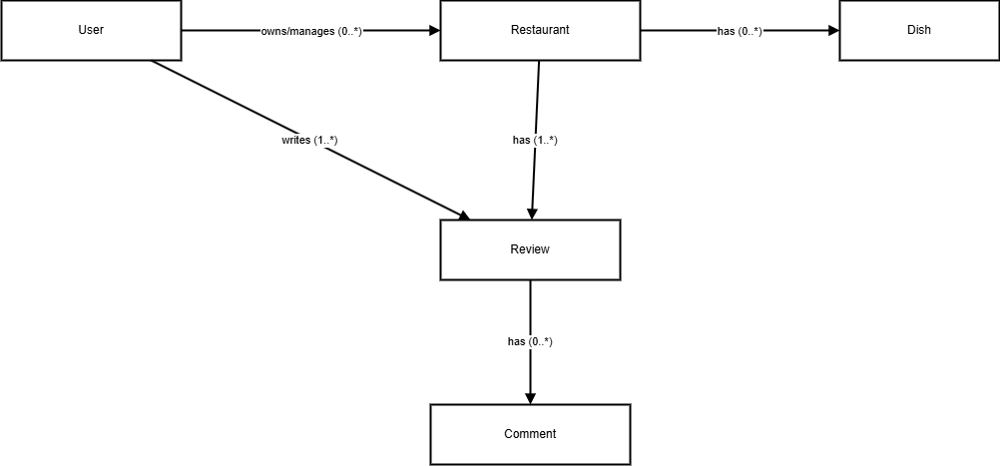 User
owns/manages (0..*)
Restaurant
has (0..*)
Dish
writes (1..*)
has (1..*)
Review
has (0..*)
Comment